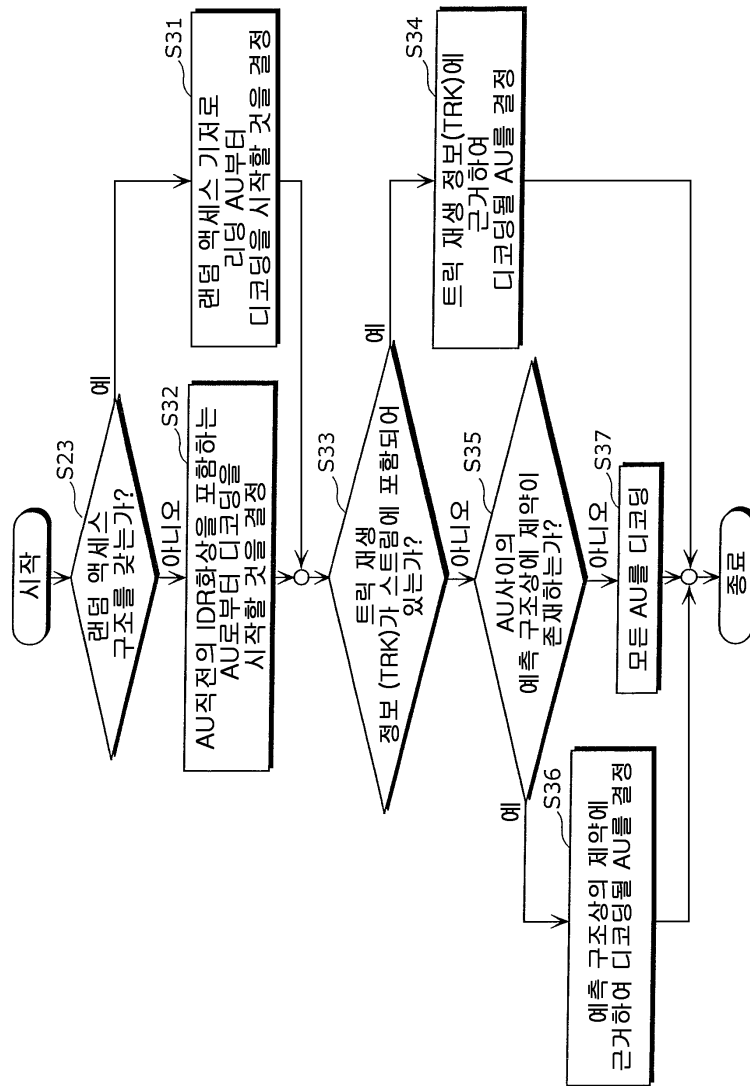 시작
S23
랜덤 액세스
구조를 갖는가?
예
아니오
S31
랜덤 액세스 기저로
리딩 AU부터
디코딩을 시작할 것을 결정
S32
AU직전의 IDR화상을 포함하는
AU로부터 디코딩을
시작할 것을 결정
S33
트릭 재생
정보 (TRK)가 스트림에 포함되어
있는가?
예
아니오
S34
트릭 재생 정보(TRK)에
근거하여
디코딩될 AU를 결정
S35
AU사이의
예측 구조상에 제약이
존재하는가?
예
아니오
S36
예측 구조상의 제약에
근거하여 디코딩될 AU를 결정
S37
모든 AU를 디코딩
종료